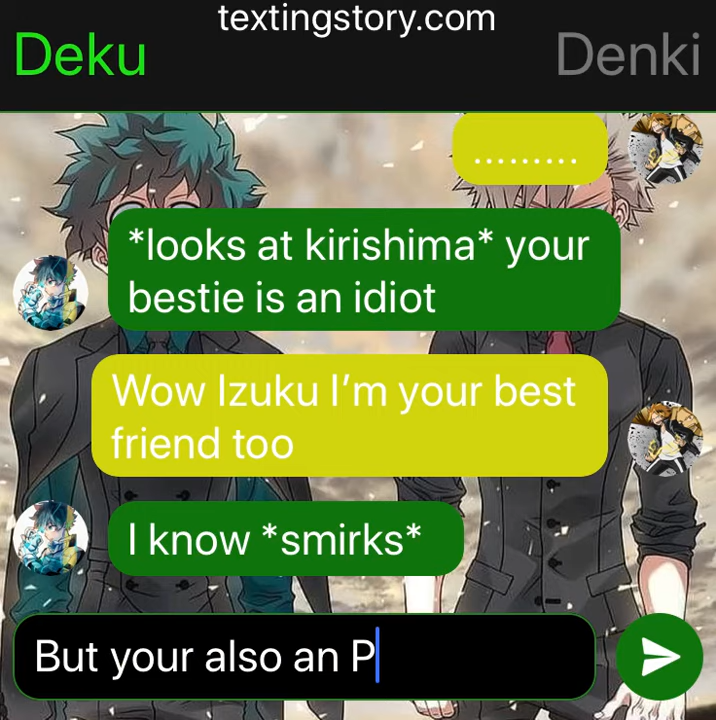 textingstory.com
Deku
Denki
.........
*looks at kirishima* your
bestie is an idiot
Wow Izuku I’m your best
friend too
I know *smirks*
But your also an P